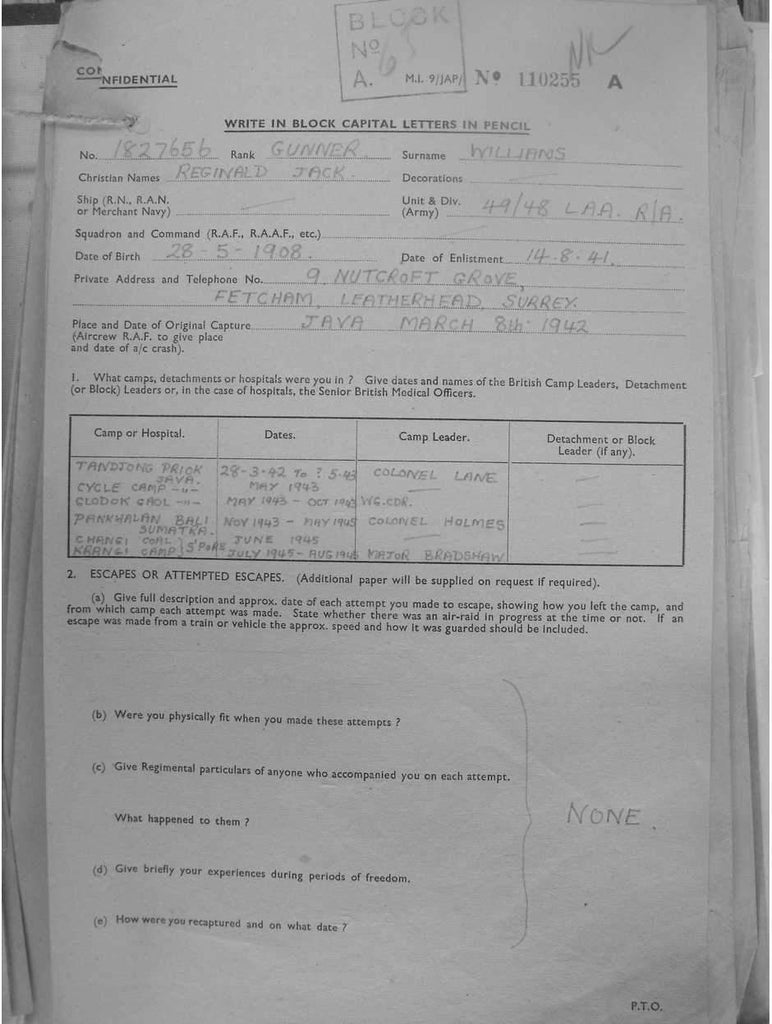 BLOCK
No
A.
CONFIDENTIAL
M.I. 9/JAP/ No 110255 A
WRITE IN BLOCK CAPITAL LETTERS IN PENCIL
No. 1827656 Rank GUNNER Surname WILLIAMS
Christian Names REGINALD JACK. Decorations
Ship (R.N., R.A.N. or Merchant Navy) Unit & Div. (Army) 49/48 LAA. R/A.
Squadron and Command (R.A.F., R.A.A.F., etc.)
Date of Birth 28-5-1908. Date of Enlistment 14.8.41.
Private Address and Telephone No. 9, NUTCROFT GROVE,
FETCHAM, LEATHERHEAD, SURREY.
Place and Date of Original Capture JAVA MARCH 8th: 1942
(Aircrew R.A.F. to give place
and date of a/c crash).
1. What camps, detachments or hospitals were you in ? Give dates and names of the British Camp Leaders, Detachment
(or Block) Leaders or, in the case of hospitals, the Senior British Medical Officers.
Camp or Hospital. Dates. Camp Leader. Detachment or Block Leader (if any).
TANDJONG PRICK JAVA. 28-3-42 To ? 5-43 COLONEL LANE —
CYCLE CAMP -"- MAY 1943 — —
GLODOK GAOL -"- MAY 1943 - OCT 1943 WG.CDR. —
PANKHALAN BALI SUMATRA. NOV 1943 - MAY 1945 COLONEL HOLMES —
CHANGI GOAL } S'PORE JUNE 1945 — —
KRANGI CAMP } JULY 1945 - AUG 1945 MAJOR BRADSHAW —
2. ESCAPES OR ATTEMPTED ESCAPES. (Additional paper will be supplied on request if required).
(a) Give full description and approx. date of each attempt you made to escape, showing how you left the camp, and
from which camp each attempt was made. State whether there was an air-raid in progress at the time or not. If an
escape was made from a train or vehicle the approx. speed and how it was guarded should be included.
(b) Were you physically fit when you made these attempts ?
(c) Give Regimental particulars of anyone who accompanied you on each attempt.
What happened to them ?
NONE.
(d) Give briefly your experiences during periods of freedom.
(e) How were you recaptured and on what date ?
P.T.O.